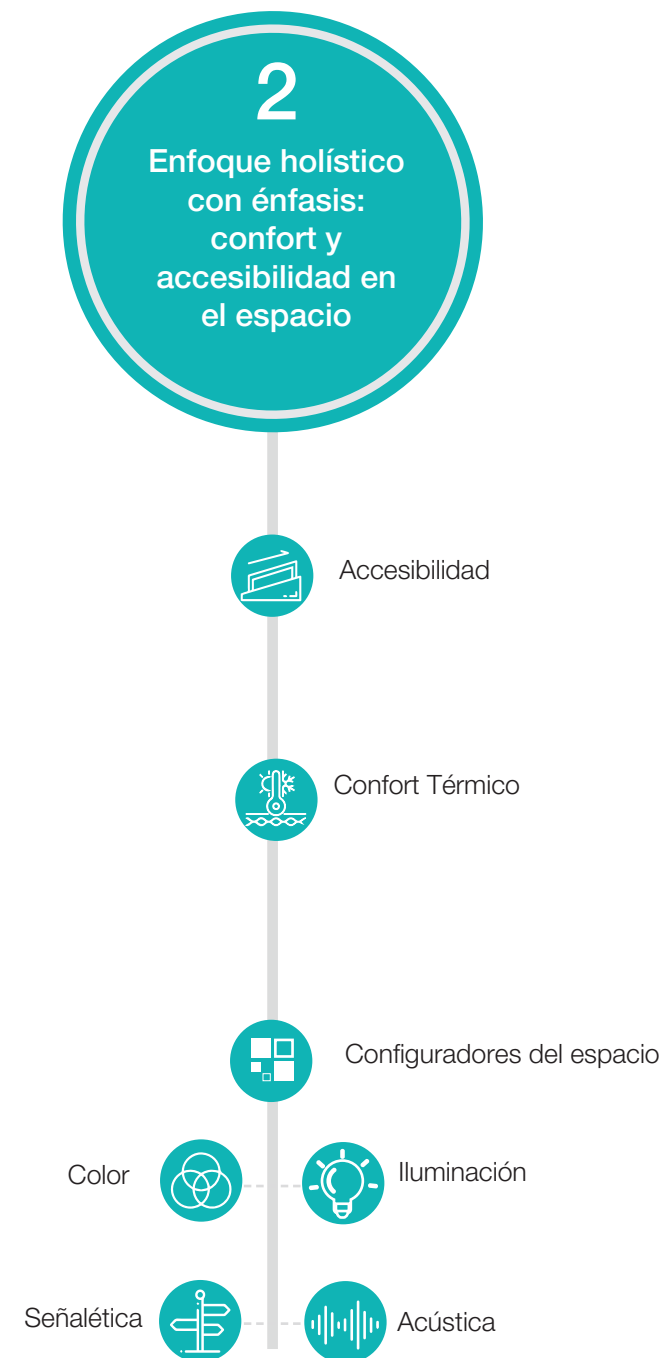 2
Enfoque holístico
con énfasis:
confort y
accesibilidad en
el espacio
Accesibilidad
Confort Térmico
Configuradores del espacio
Color
Iluminación
Señalética
Acústica